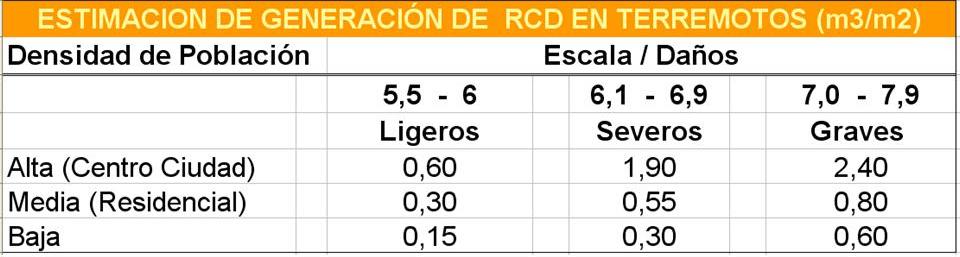 ESTIMACION DE GENERACIÓN DE RCD EN TERREMOTOS (m3/m2)
Densidad de Población Escala / Daños
5,5 - 6 6,1 - 6,9 7,0 - 7,9
Ligeros Severos Graves
Alta (Centro Ciudad) 0,60 1,90 2,40
Media (Residencial) 0,30 0,55 0,80
Baja 0,15 0,30 0,60